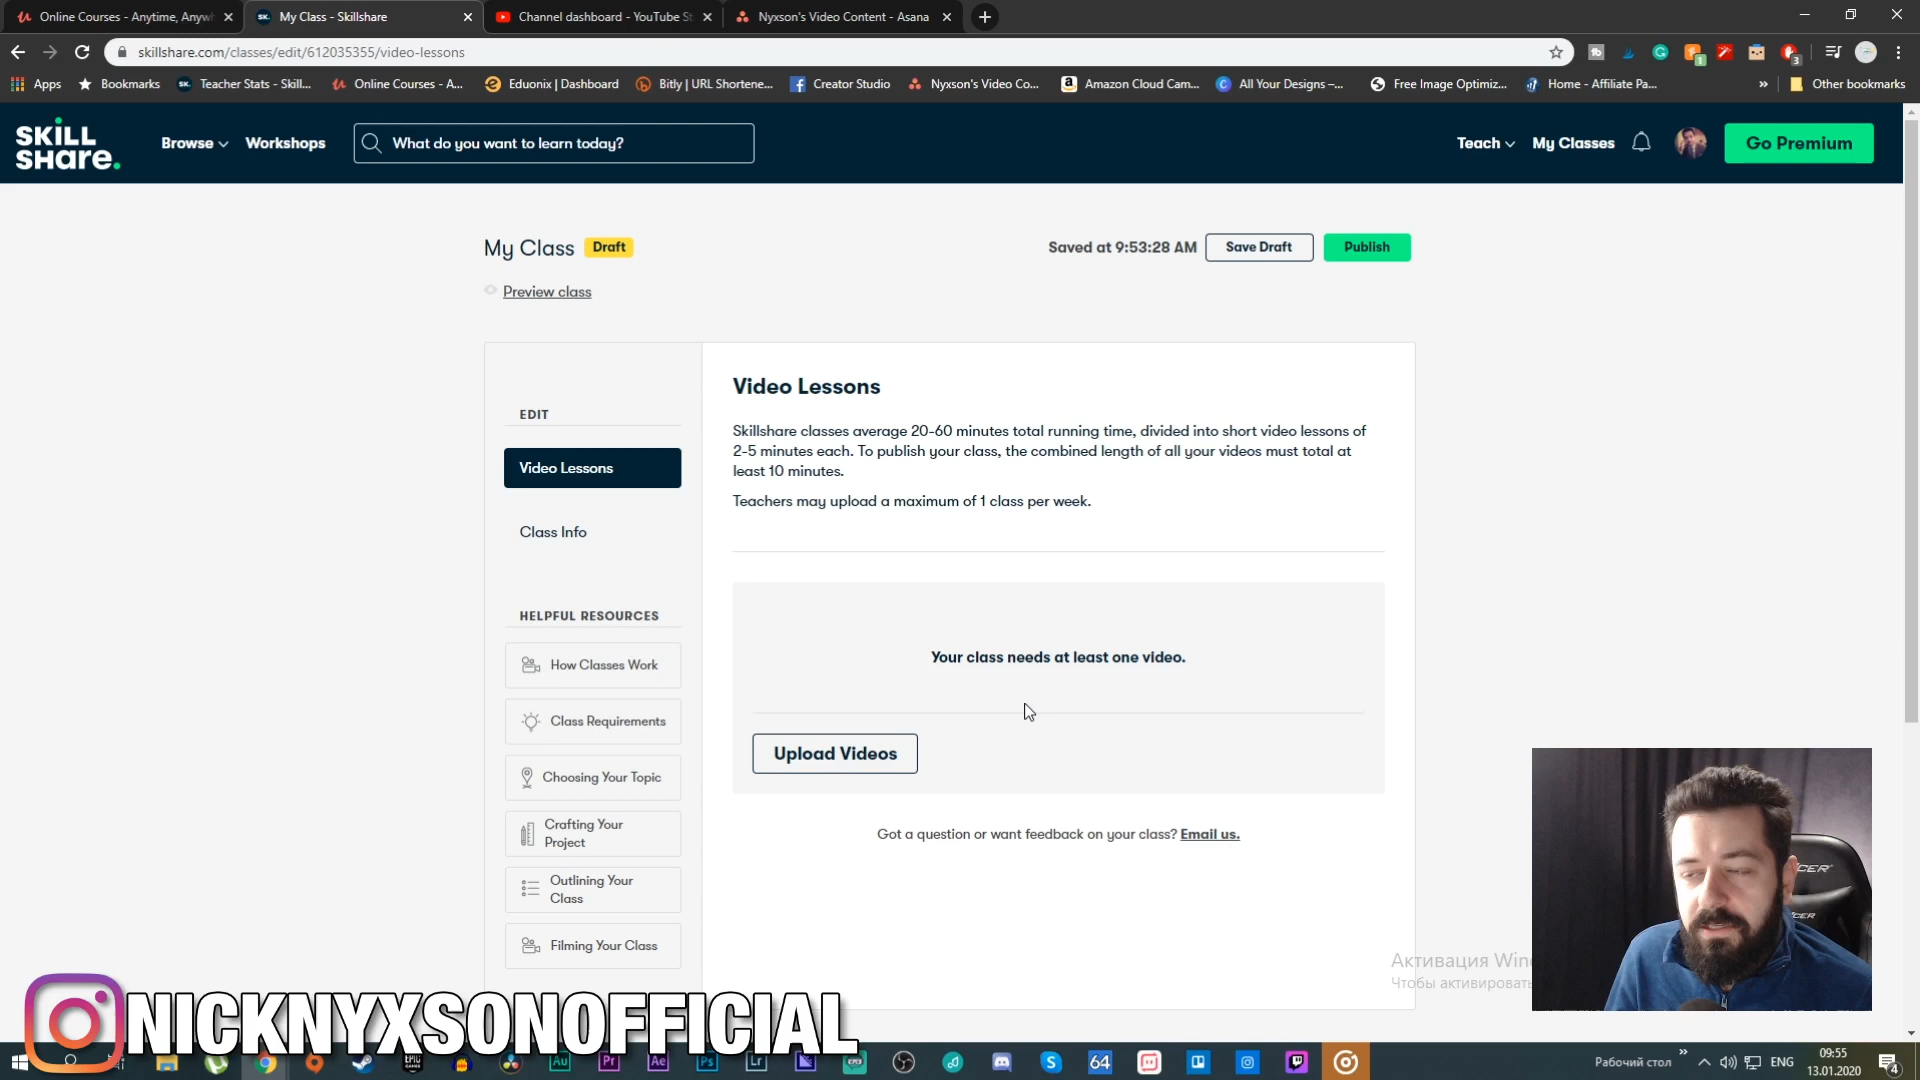 Online Courses - Anytime, Anyw
My Class - Skillshare
Channel dashboard - YouTube St
Nyxson's Video Content - Asana
skillshare.com/classes/edit/612035355/video-lessons
Apps
Bookmarks
Teacher Stats - Skill...
Online Courses - A...
Eduonix | Dashboard
Bitly | URL Shortene...
Creator Studio
Nyxson's Video Co...
Amazon Cloud Cam...
All Your Designs –...
Free Image Optimiz...
Home - Affiliate Pa...
»
Other bookmarks
SKILL
SHARE.
Browse
Workshops
What do you want to learn today?
Teach
My Classes
Go Premium
My Class
Draft
Saved at 9:53:28 AM
Save Draft
Publish
Preview class
EDIT
Video Lessons
Class Info
HELPFUL RESOURCES
How Classes Work
Class Requirements
Choosing Your Topic
Crafting Your
Project
Outlining Your
Class
Filming Your Class
Video Lessons
Skillshare classes average 20-60 minutes total running time, divided into short video lessons of
2-5 minutes each. To publish your class, the combined length of all your videos must total at
least 10 minutes.
Teachers may upload a maximum of 1 class per week.
Your class needs at least one video.
Upload Videos
Got a question or want feedback on your class? Email us.
Активация Win
Чтобы активировать
NICKNYXSONOFFICIAL
Au
Pr
Ae
Ps
Lr
64
Рабочий стол
»
ENG
09:55
13.01.2020
4